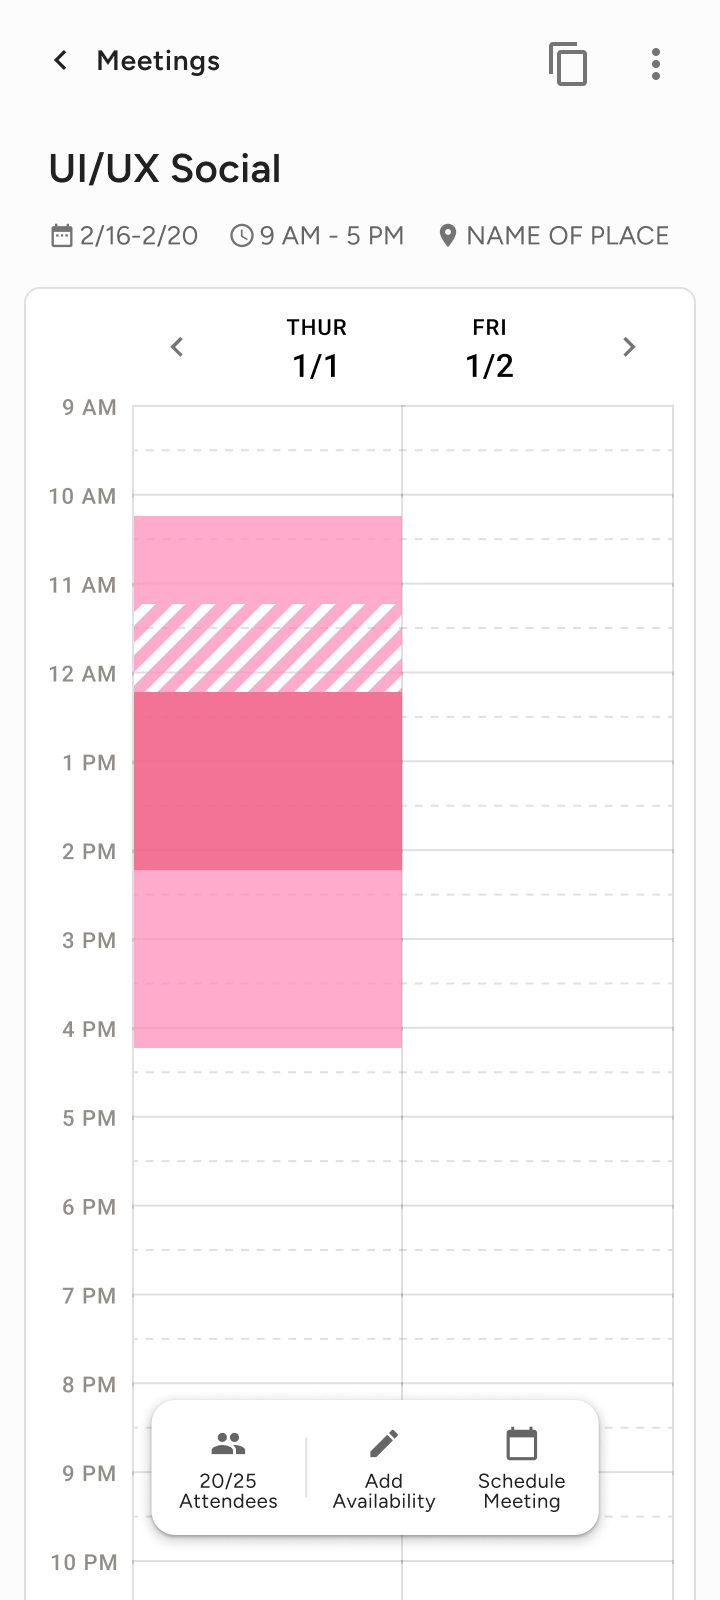 Meetings
UI/UX Social
2/16-2/20 9 AM - 5 PM NAME OF PLACE
THUR FRI
1/1 1/2
9 AM
10 AM
11 AM
12 AM
1 PM
2 PM
3 PM
4 PM
5 PM
6 PM
7 PM
8 PM
20/25 Add Schedule
9 PM
Attendees Availability Meeting
10 PM